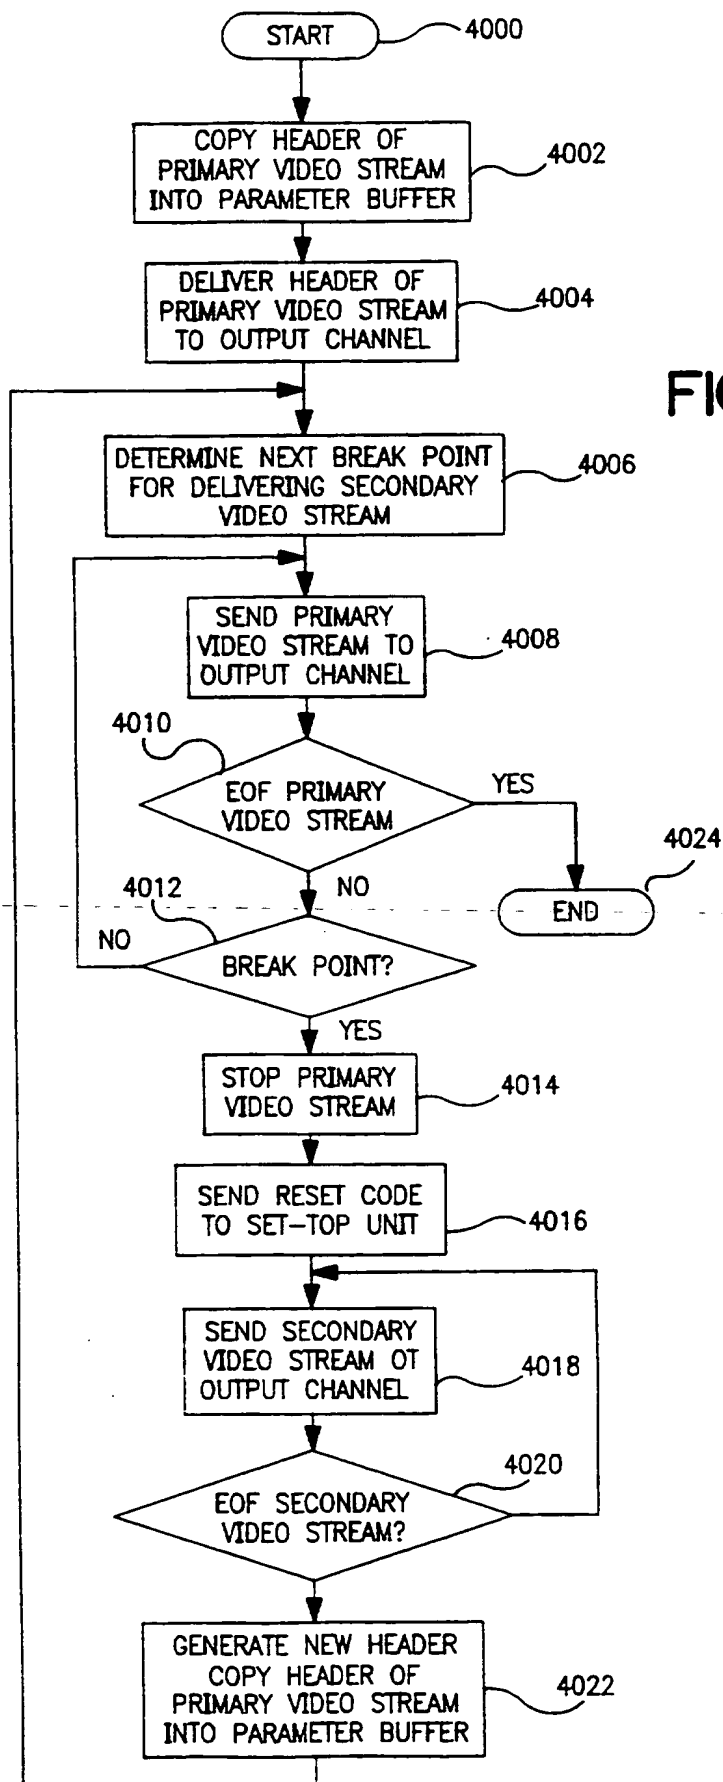 START
4000
COPY HEADER OF
PRIMARY VIDEO STREAM
INTO PARAMETER BUFFER
4002
DELIVER HEADER OF
PRIMARY VIDEO STREAM
TO OUTPUT CHANNEL
4004
FIG
DETERMINE NEXT BREAK POINT
FOR DELIVERING SECONDARY
VIDEO STREAM
4006
SEND PRIMARY
VIDEO STREAM TO
OUTPUT CHANNEL
4008
4010
EOF PRIMARY
VIDEO STREAM
YES
4024
END
NO
4012
NO
BREAK POINT?
YES
STOP PRIMARY
VIDEO STREAM
4014
SEND RESET CODE
TO SET-TOP UNIT
4016
SEND SECONDARY
VIDEO STREAM OT
OUTPUT CHANNEL
4018
4020
EOF SECONDARY
VIDEO STREAM?
GENERATE NEW HEADER
COPY HEADER OF
PRIMARY VIDEO STREAM
INTO PARAMETER BUFFER
4022